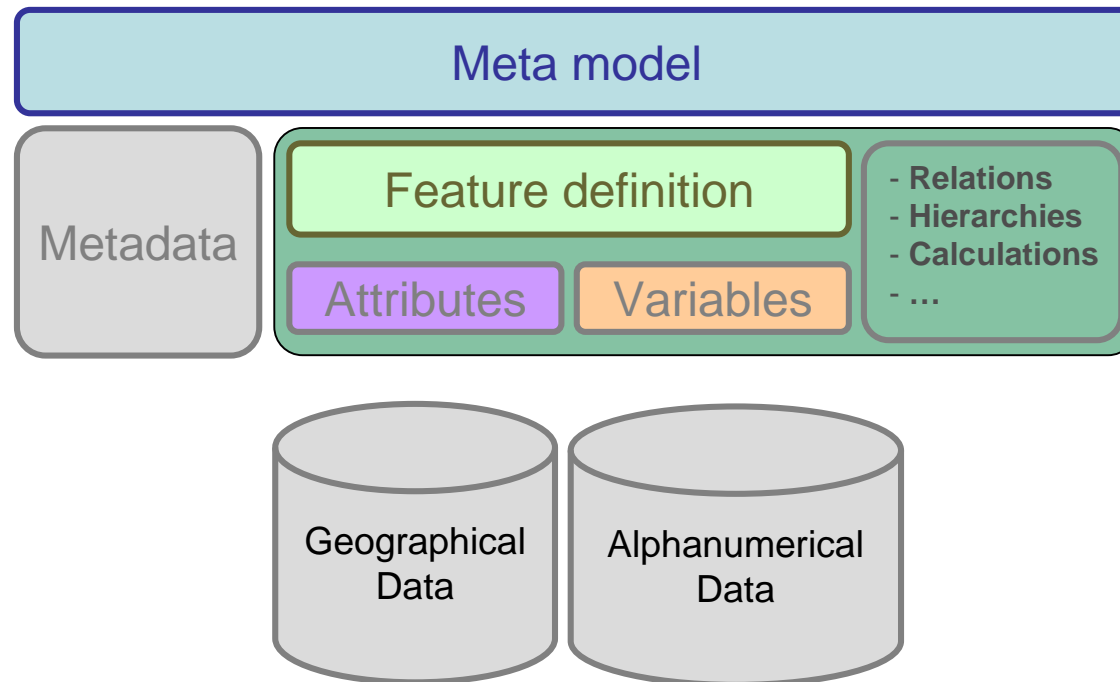 Meta model
Metadata
Feature definition
Attributes
Variables
- Relations
- Hierarchies
- Calculations
- …
Geographical
Data
Alphanumerical
Data